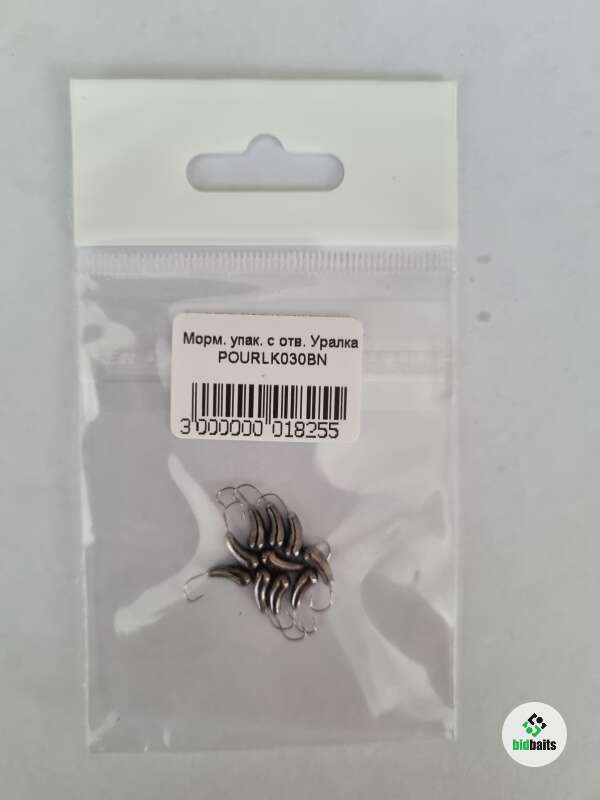 Морм. упак. с отв. Уралка
POURLK030BN
3 000000 018255
bidbaits